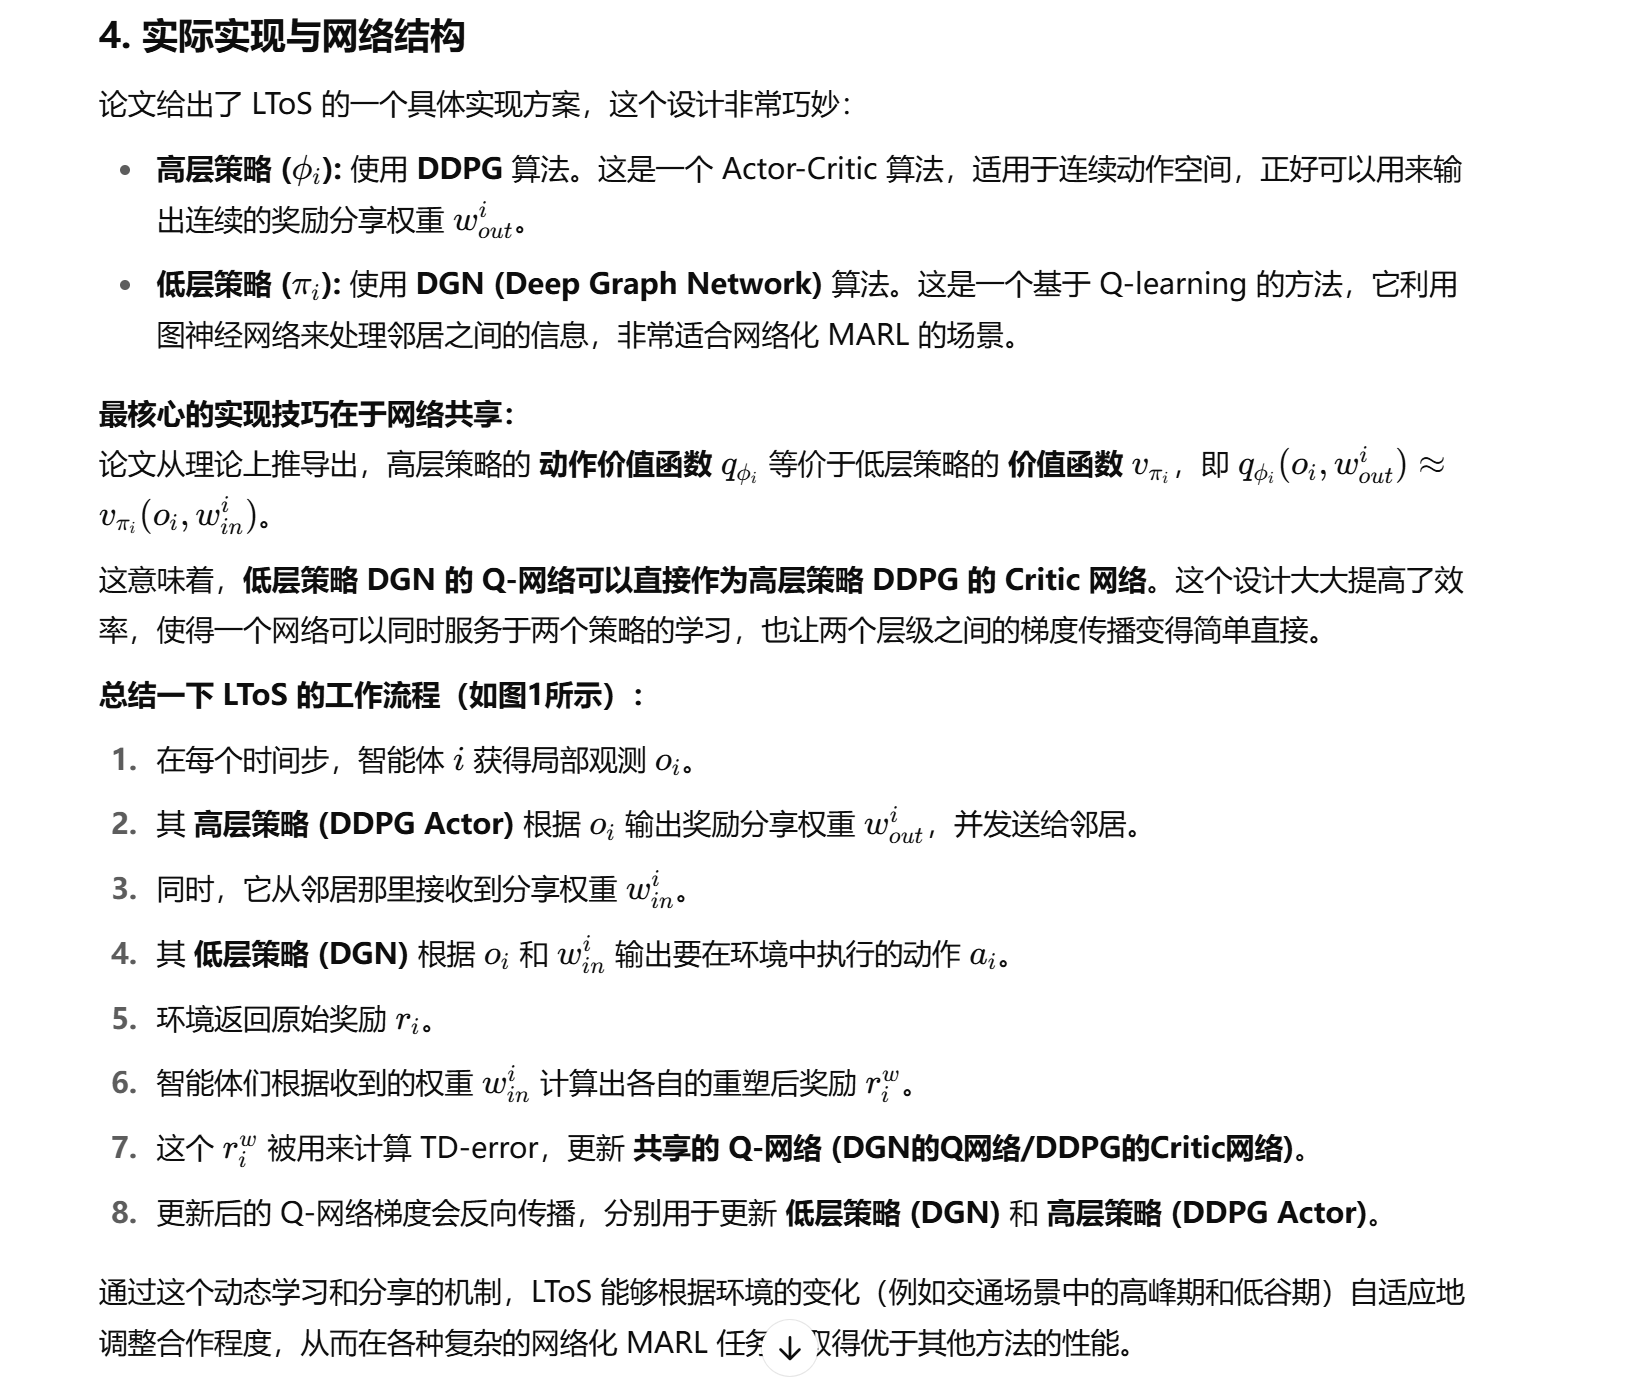 4. 实际实现与网络结构
论文给出了 LToS 的一个具体实现方案，这个设计非常巧妙：
• 高层策略 (ϕ_i): 使用 DDPG 算法。这是一个 Actor-Critic 算法，适用于连续动作空间，正好可以用来输
出连续的奖励分享权重 w^i_{out}。
• 低层策略 (π_i): 使用 DGN (Deep Graph Network) 算法。这是一个基于 Q-learning 的方法，它利用
图神经网络来处理邻居之间的信息，非常适合网络化 MARL 的场景。
最核心的实现技巧在于网络共享：
论文从理论上推导出，高层策略的 动作价值函数 q_{ϕ_i} 等价于低层策略的 价值函数 v_{π_i}，即 q_{ϕ_i}(o_i, w^i_{out}) ≈
v_{π_i}(o_i, w^i_{in})。
这意味着，低层策略 DGN 的 Q-网络可以直接作为高层策略 DDPG 的 Critic 网络。这个设计大大提高了效
率，使得一个网络可以同时服务于两个策略的学习，也让两个层级之间的梯度传播变得简单直接。
总结一下 LToS 的工作流程（如图1所示）：
1. 在每个时间步，智能体 i 获得局部观测 o_i。
2. 其 高层策略 (DDPG Actor) 根据 o_i 输出奖励分享权重 w^i_{out}，并发送给邻居。
3. 同时，它从邻居那里接收到分享权重 w^i_{in}。
4. 其 低层策略 (DGN) 根据 o_i 和 w^i_{in} 输出要在环境中执行的动作 a_i。
5. 环境返回原始奖励 r_i。
6. 智能体们根据收到的权重 w^i_{in} 计算出各自的重塑后奖励 r^w_i。
7. 这个 r^w_i 被用来计算 TD-error，更新 共享的 Q-网络 (DGN的Q网络/DDPG的Critic网络)。
8. 更新后的 Q-网络梯度会反向传播，分别用于更新 低层策略 (DGN) 和 高层策略 (DDPG Actor)。
通过这个动态学习和分享的机制，LToS 能够根据环境的变化（例如交通场景中的高峰期和低谷期）自适应地
调整合作程度，从而在各种复杂的网络化 MARL 任务 取得优于其他方法的性能。